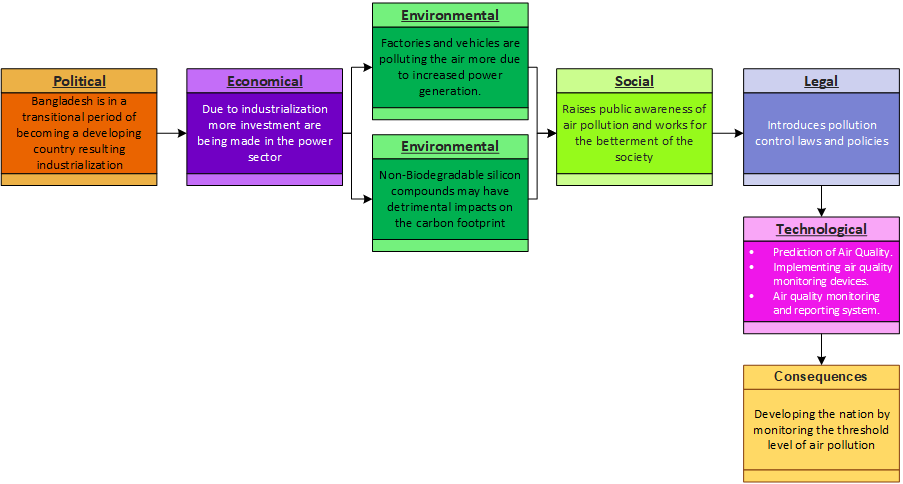 Political
Bangladesh is in a
transitional period of
becoming a developing
country resulting
industrialization
Economical
Due to industrialization
more investment are
being made in the power
sector
Environmental
Factories and vehicles are
polluting the air more due
to increased power
generation.
Environmental
Non-Biodegradable silicon
compounds may have
detrimental impacts on
the carbon footprint
Social
Raises public awareness of
air pollution and works for
the betterment of the
society
Legal
Introduces pollution
control laws and policies
Technological
• Prediction of Air Quality.
• Implementing air quality
monitoring devices.
• Air quality monitoring
and reporting system.
Consequences
Developing the nation by
monitoring the threshold
level of air pollution